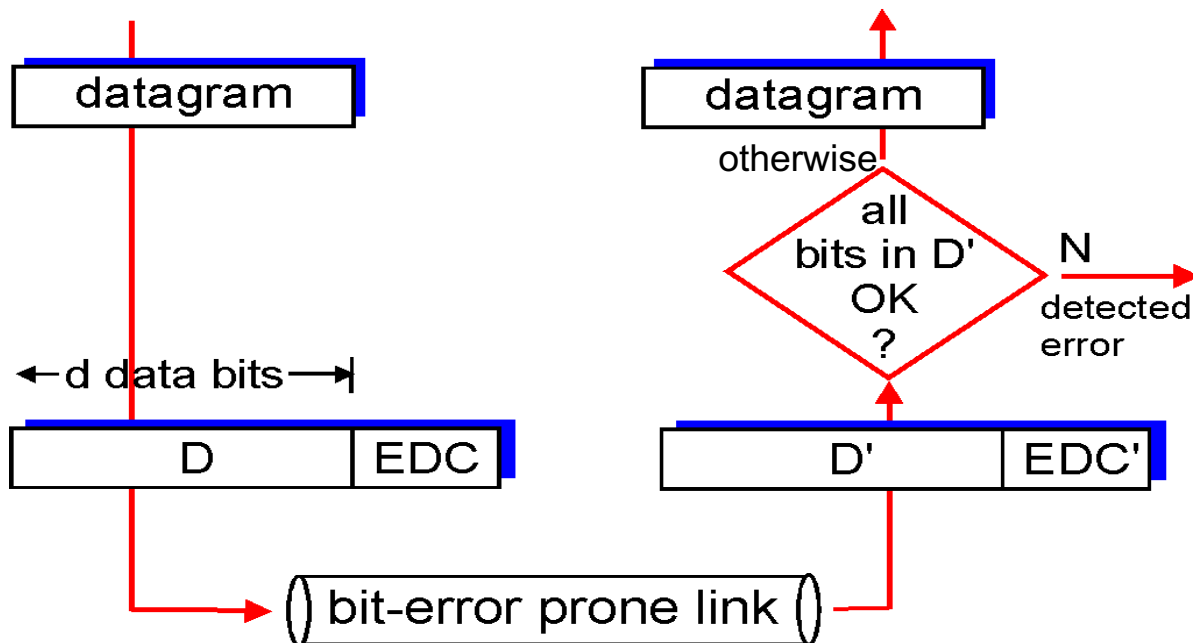 datagram
d data bits
D EDC
bit-error prone link
datagram
otherwise
all
bits in D'
OK
?
N
detected
error
D' EDC'